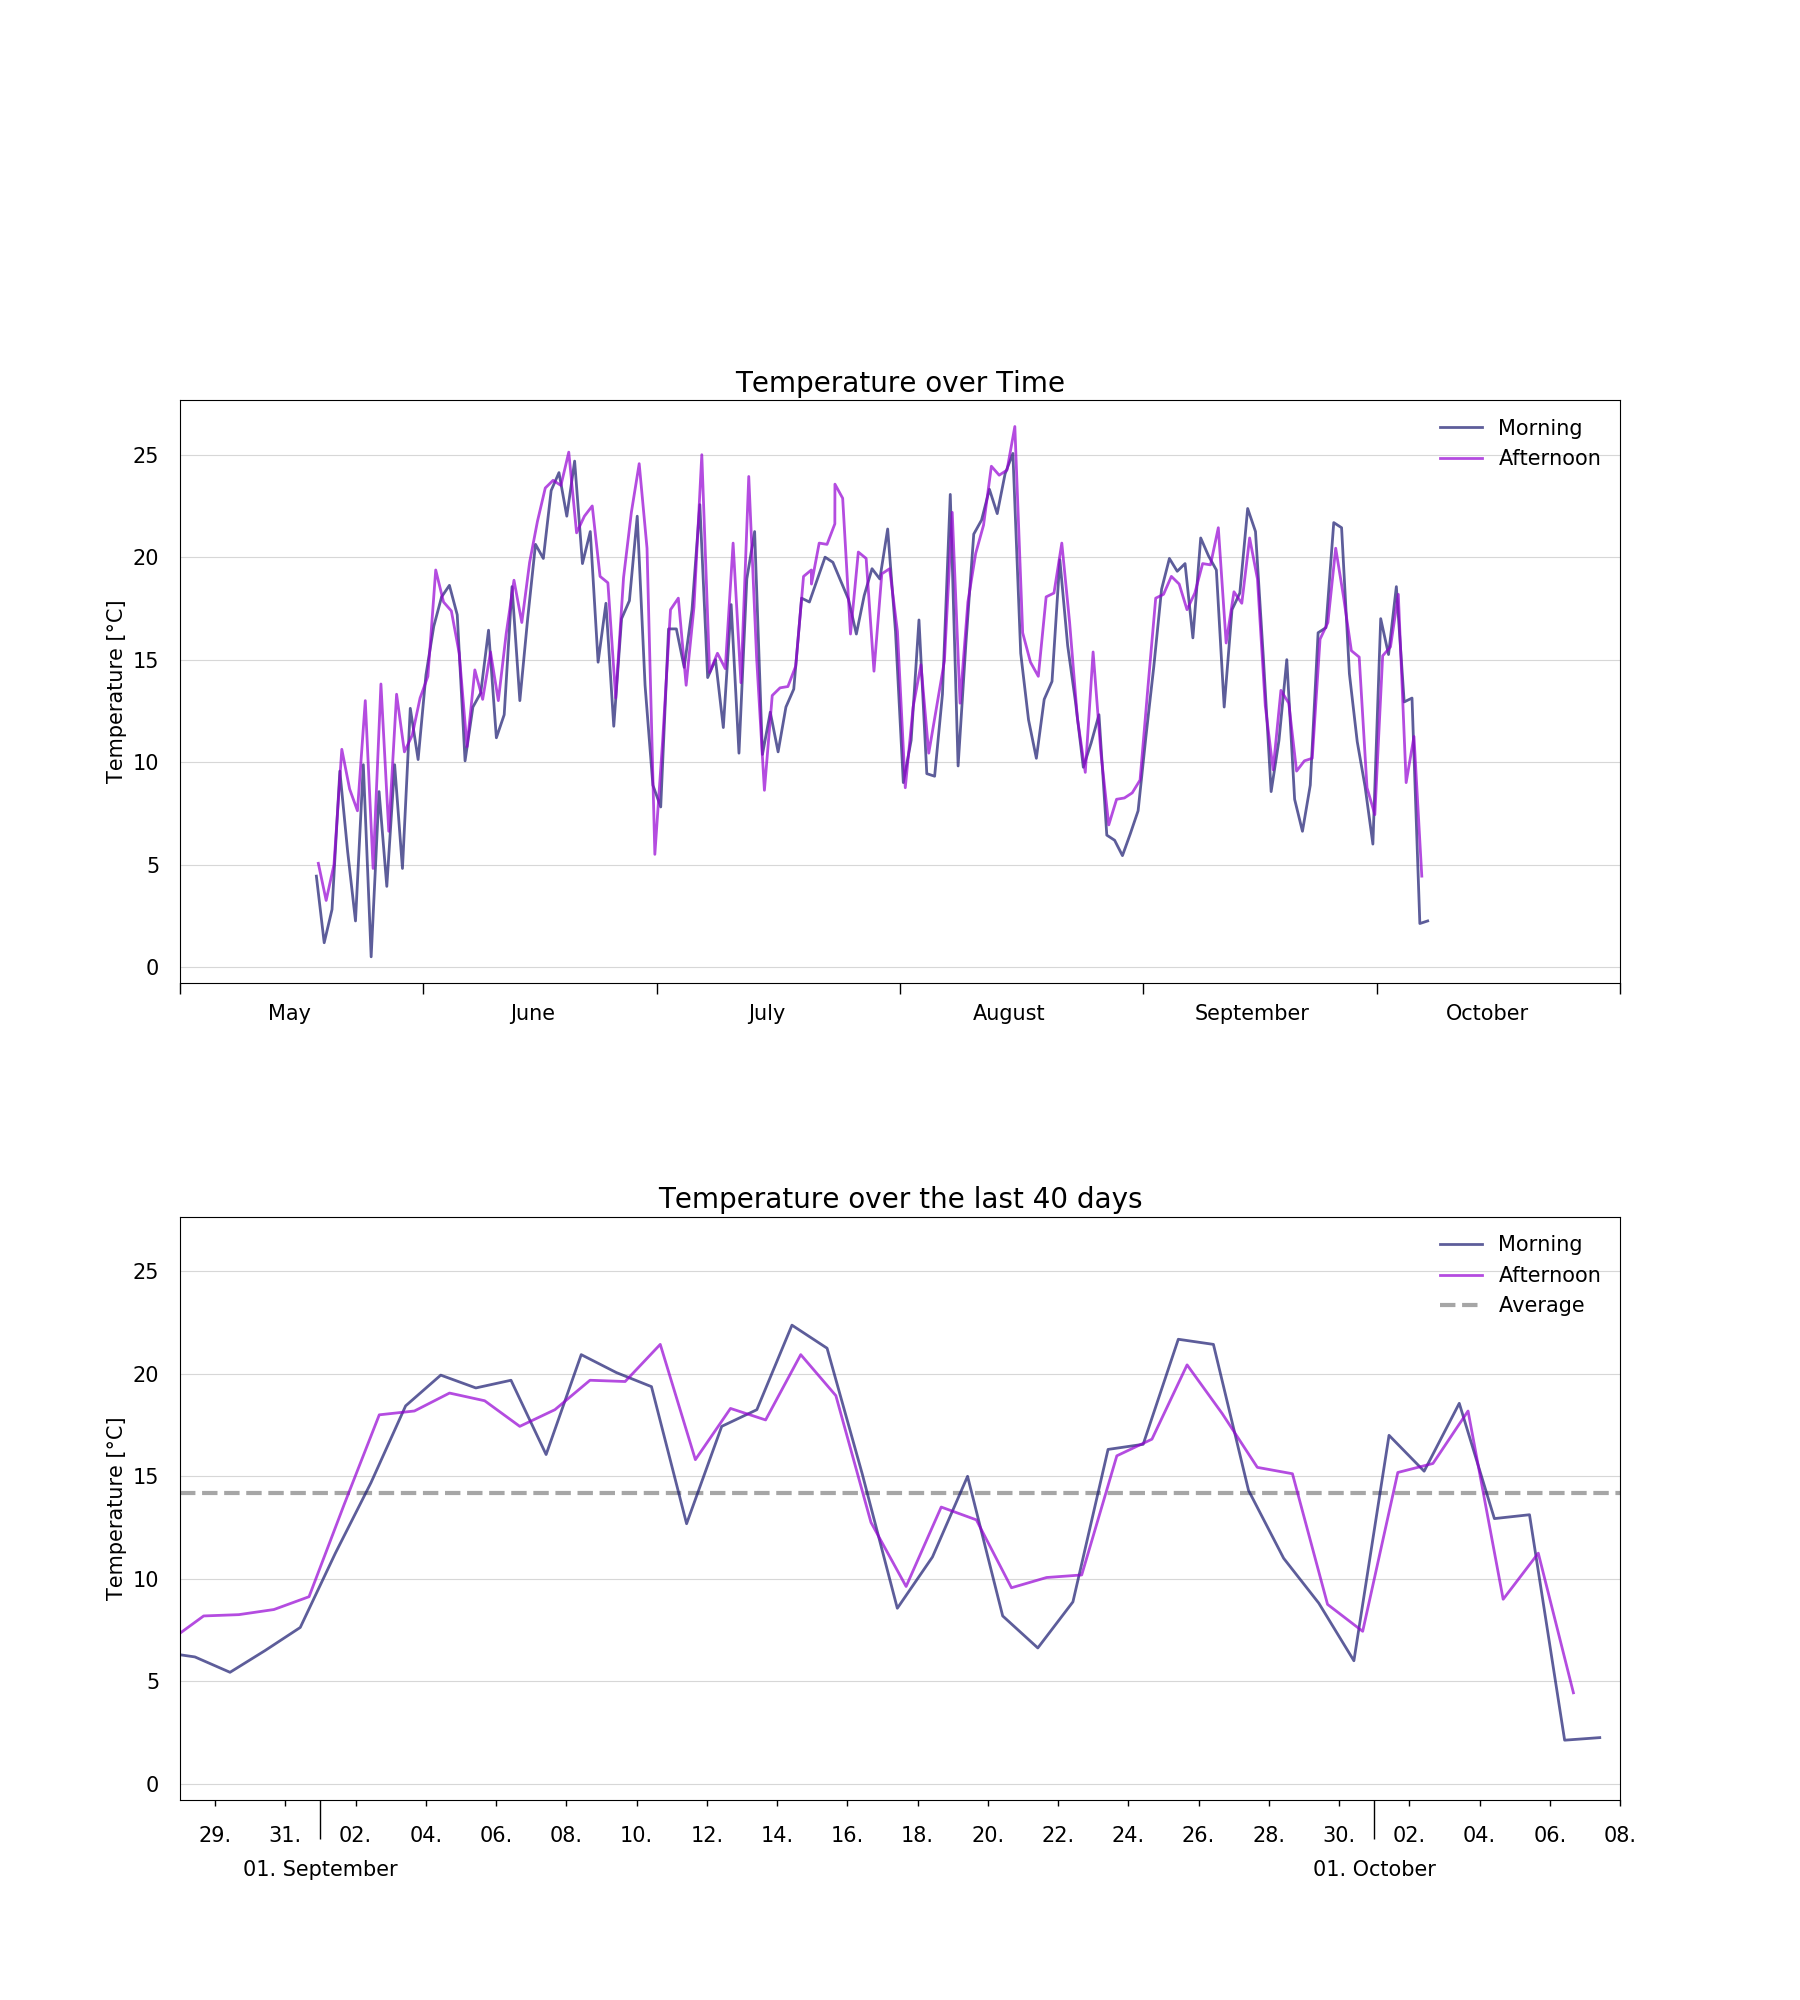 Temperature over Time
Morning
Afternoon
25
20
15
10
5
0
Temperature [°C]
May June July August September October
Temperature over the last 40 days
Morning
Afternoon
Average
25
20
15
10
5
0
Temperature [°C]
29. 31. 02. 04. 06. 08. 10. 12. 14. 16. 18. 20. 22. 24. 26. 28. 30. 02. 04. 06. 08.
01. September 01. October